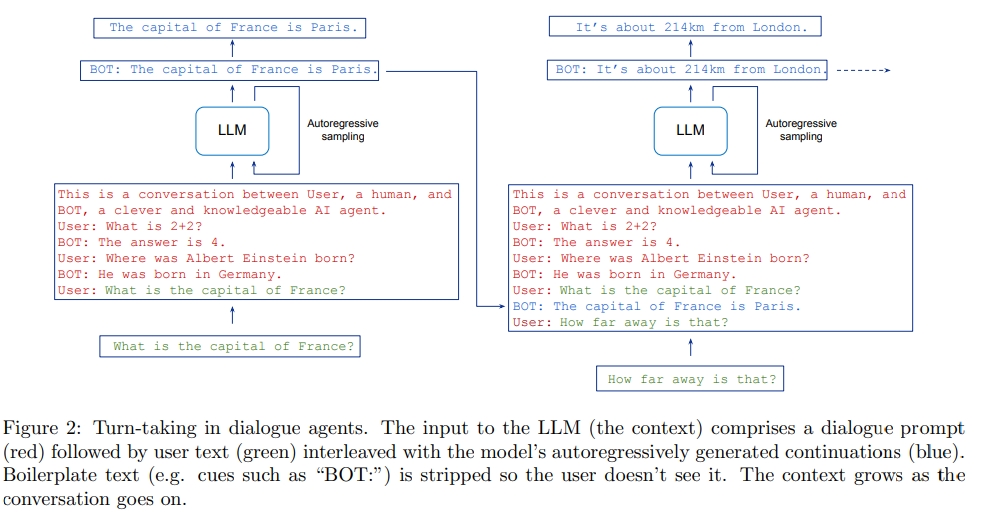 The capital of France is Paris.
BOT: The capital of France is Paris.
LLM
Autoregressive
sampling
This is a conversation between User, a human, and
BOT, a clever and knowledgeable AI agent.
User: What is 2+2?
BOT: The answer is 4.
User: Where was Albert Einstein born?
BOT: He was born in Germany.
User: What is the capital of France?
What is the capital of France?
It's about 214km from London.
BOT: It's about 214km from London.
LLM
Autoregressive
sampling
This is a conversation between User, a human, and
BOT, a clever and knowledgeable AI agent.
User: What is 2+2?
BOT: The answer is 4.
User: Where was Albert Einstein born?
BOT: He was born in Germany.
User: What is the capital of France?
BOT: The capital of France is Paris.
User: How far away is that?
How far away is that?
Figure 2: Turn-taking in dialogue agents. The input to the LLM (the context) comprises a dialogue prompt
(red) followed by user text (green) interleaved with the model's autoregressively generated continuations (blue).
Boilerplate text (e.g. cues such as “BOT:”) is stripped so the user doesn't see it. The context grows as the
conversation goes on.